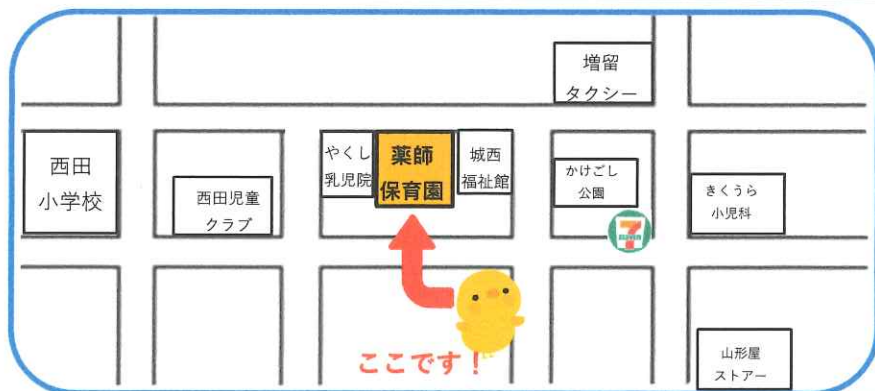 増留
タクシー
西田
小学校
西田児童
クラブ
やくし
乳児院
薬師
保育園
城西
福祉館
かけごし
公園
きくうら
小児科
7
ELEVEN
ここです！
山形屋
ストアー